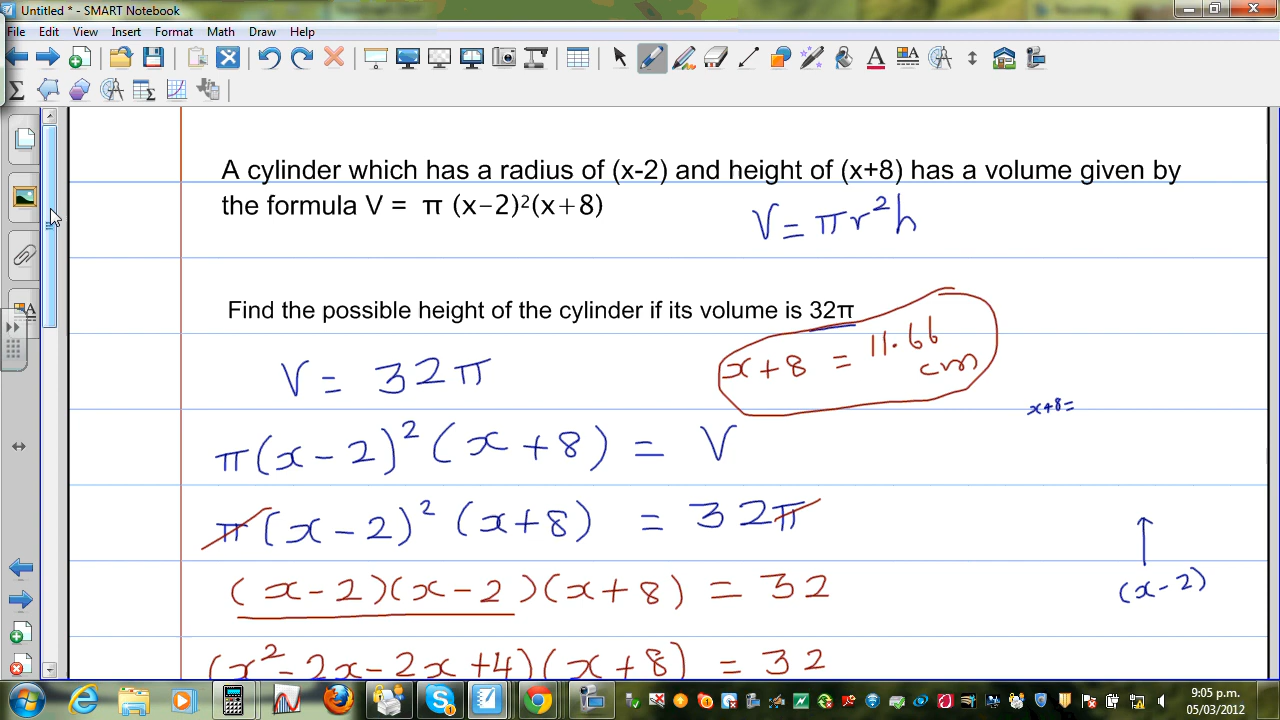 Untitled * - SMART Notebook
File Edit View Insert Format Math Draw Help
A cylinder which has a radius of (x-2) and height of (x+8) has a volume given by
the formula V = π (x−2)²(x+8)
V = πr²h
Find the possible height of the cylinder if its volume is 32π
x + 8 = 11.66 cm
V = 32π
x+8=
π(x-2)²(x+8) = V
π(x-2)²(x+8) = 32π
(x-2)
(x-2)(x-2)(x+8) = 32
(x²-2x-2x+4)(x+8) = 32
9:05 p.m.
05/03/2012